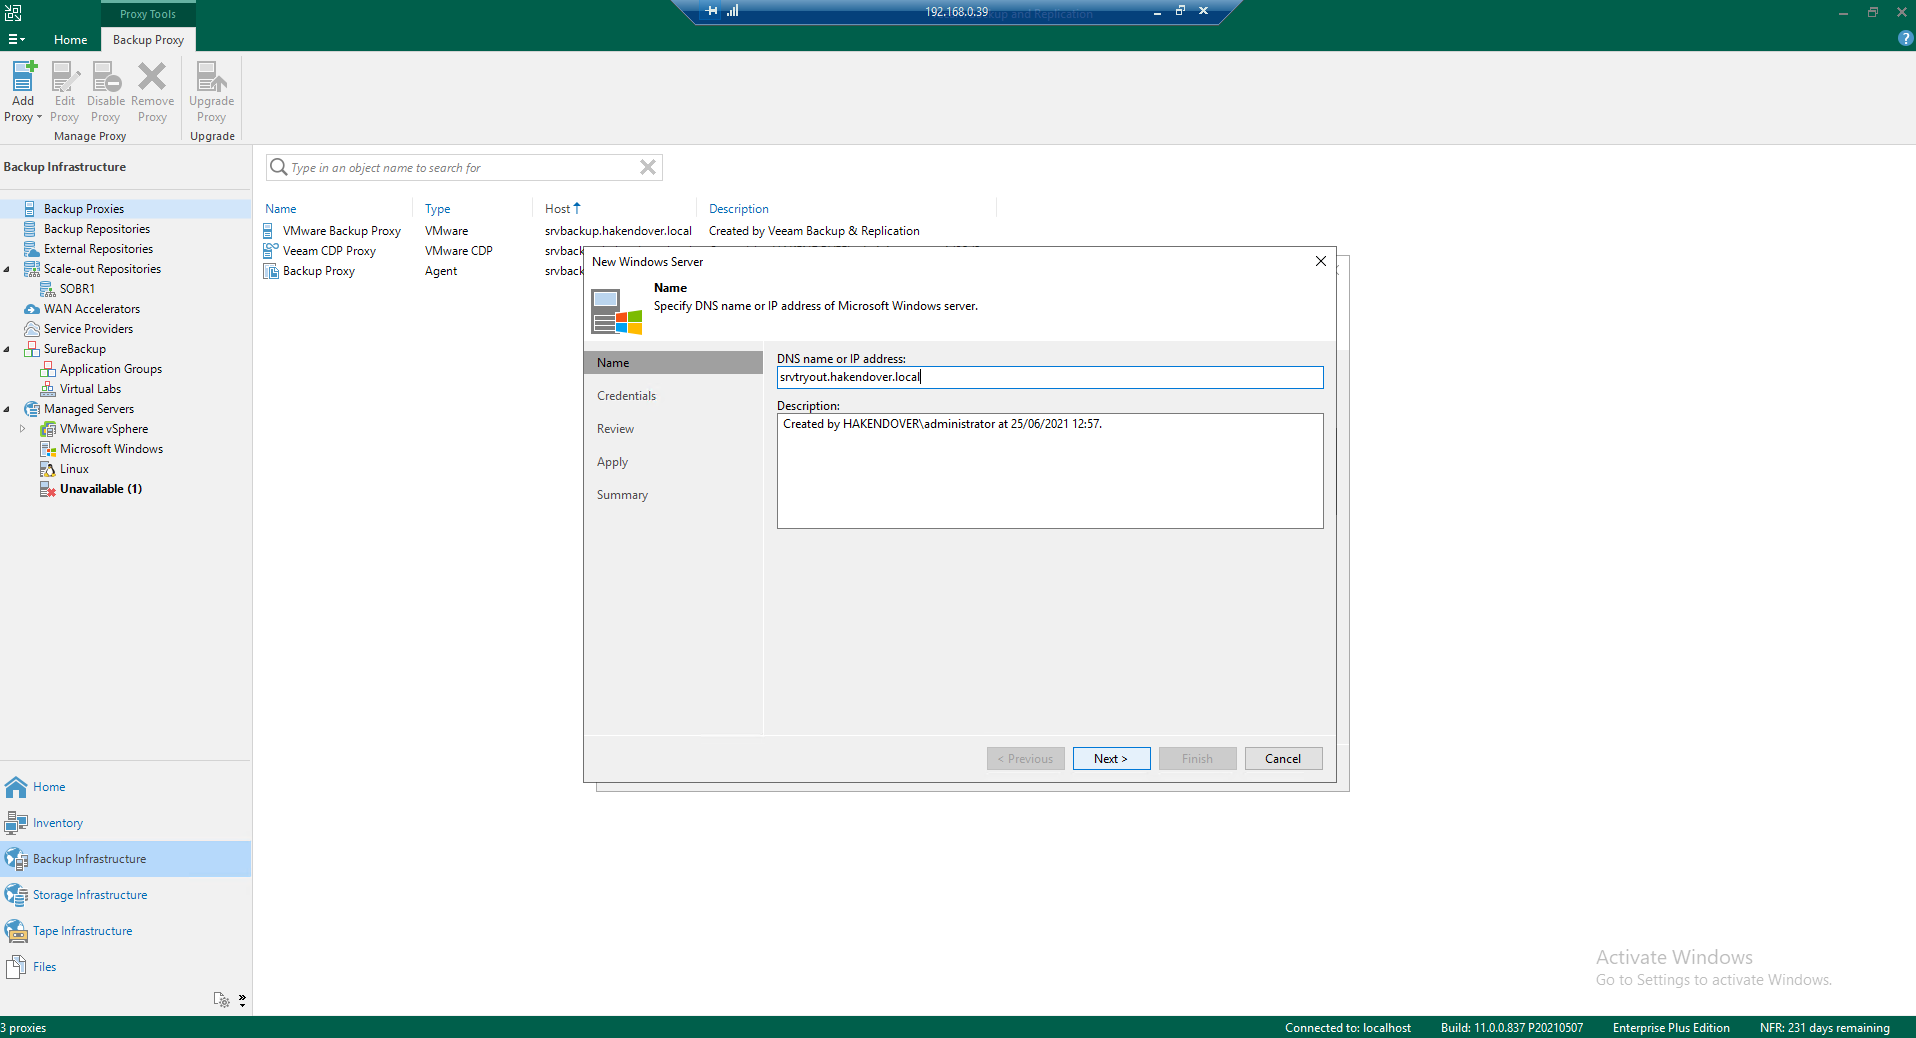 Proxy Tools
192.168.0.39
up and Replication
Home
Backup Proxy
Add Proxy
Edit Proxy
Disable Proxy
Remove Proxy
Upgrade Proxy
Manage Proxy
Upgrade
Backup Infrastructure
Type in an object name to search for
Backup Proxies
Backup Repositories
External Repositories
Scale-out Repositories
SOBR1
WAN Accelerators
Service Providers
SureBackup
Application Groups
Virtual Labs
Managed Servers
VMware vSphere
Microsoft Windows
Linux
Unavailable (1)
Name Type Host Description
VMware Backup Proxy VMware srvbackup.hakendover.local Created by Veeam Backup & Replication
Veeam CDP Proxy VMware CDP srvback
Backup Proxy Agent srvback
New Windows Server
Name
Specify DNS name or IP address of Microsoft Windows server.
Name
Credentials
Review
Apply
Summary
DNS name or IP address:
srvtryout.hakendover.local
Description:
Created by HAKENDOVER\administrator at 25/06/2021 12:57.
< Previous
Next >
Finish
Cancel
Home
Inventory
Backup Infrastructure
Storage Infrastructure
Tape Infrastructure
Files
Activate Windows
Go to Settings to activate Windows.
3 proxies
Connected to: localhost
Build: 11.0.0.837 P20210507
Enterprise Plus Edition
NFR: 231 days remaining